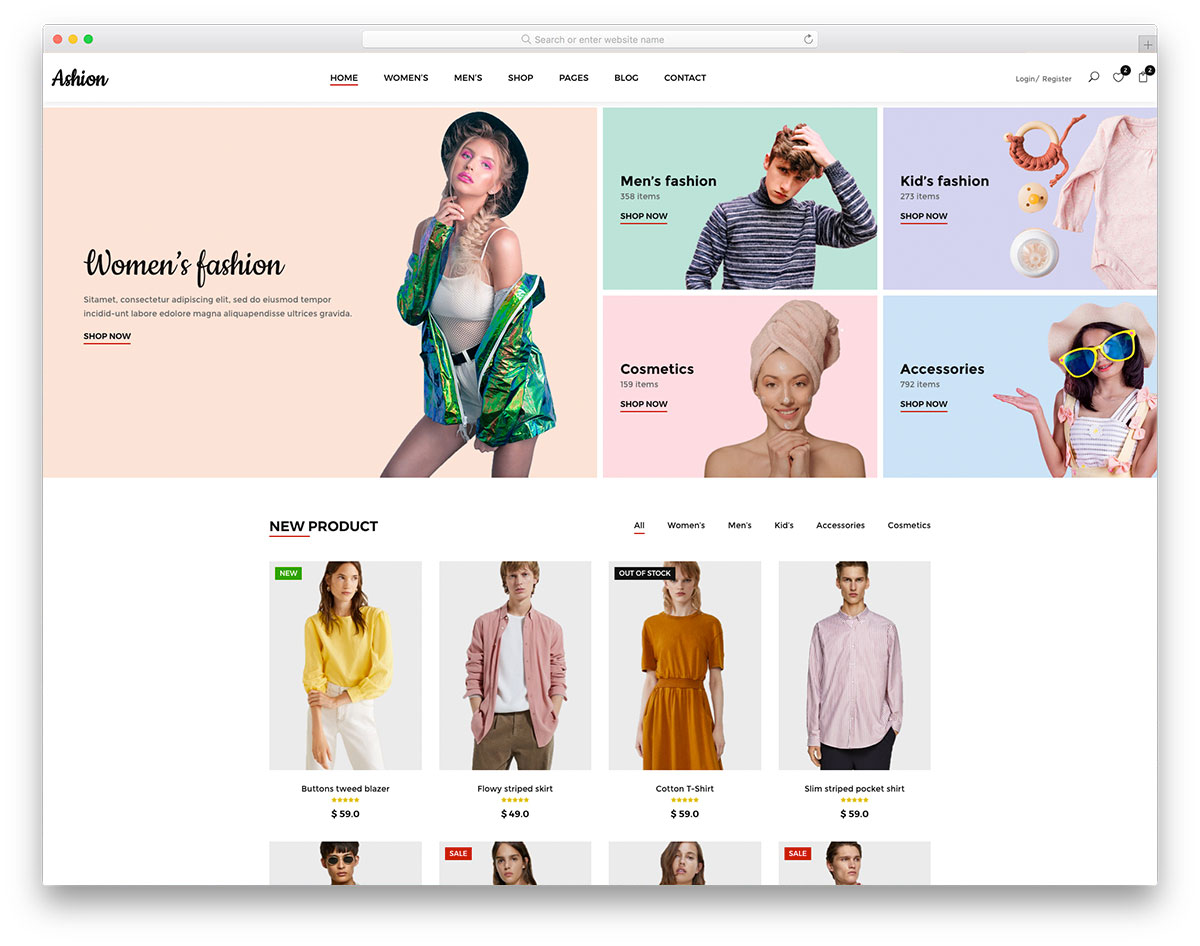 Search or enter website name
Ashion
HOME WOMEN'S MEN'S SHOP PAGES BLOG CONTACT
Login/ Register
2 2
Women's fashion
Sitamet, consectetur adipiscing elit, sed do eiusmod tempor
incidid-unt labore edolore magna aliquapendisse ultrices gravida.
SHOP NOW
Men's fashion
358 items
SHOP NOW
Kid's fashion
273 items
SHOP NOW
Cosmetics
159 items
SHOP NOW
Accessories
792 items
SHOP NOW
NEW PRODUCT
All Women's Men's Kid's Accessories Cosmetics
NEW
OUT OF STOCK
Buttons tweed blazer
$ 59.0
Flowy striped skirt
$ 49.0
Cotton T-Shirt
$ 59.0
Slim striped pocket shirt
$ 59.0
SALE
SALE